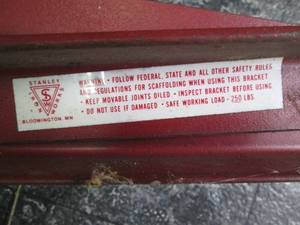 STANLEY
TOOL WORKS
BLOOMINGTON, MN
WARNING • FOLLOW FEDERAL, STATE AND ALL OTHER SAFETY RULES
AND REGULATIONS FOR SCAFFOLDING WHEN USING THIS BRACKET
• KEEP MOVABLE JOINTS OILED • INSPECT BRACKET BEFORE USING
• DO NOT USE IF DAMAGED • SAFE WORKING LOAD - 250 LBS.